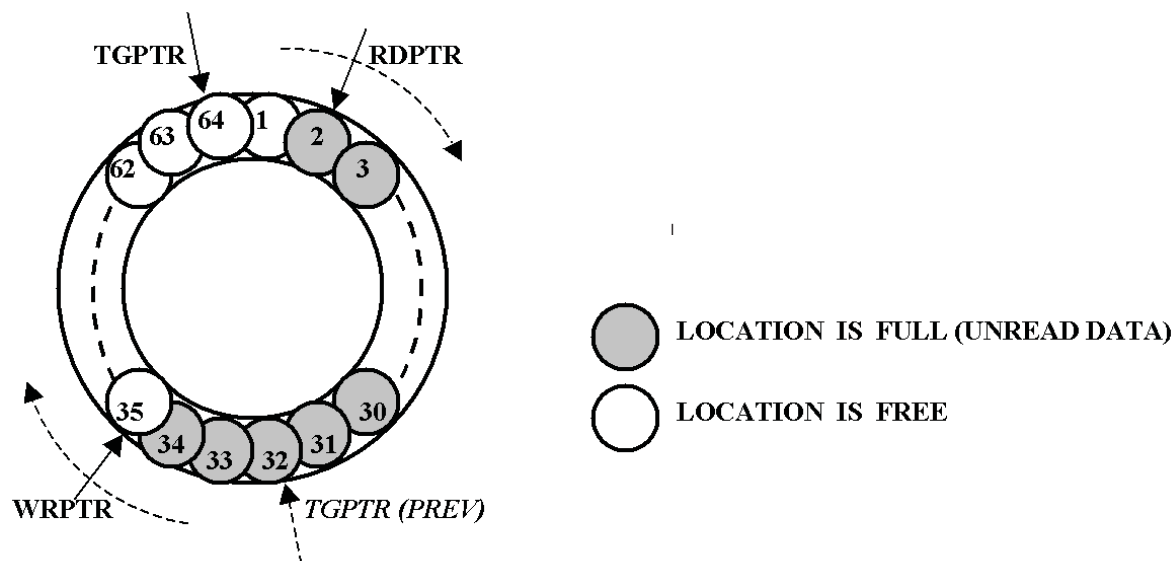 TGPTR
RDPTR
64
1
63
2
62
3
LOCATION IS FULL (UNREAD DATA)
LOCATION IS FREE
35
30
34
33
32
31
WRPTR
TGPTR (PREV)